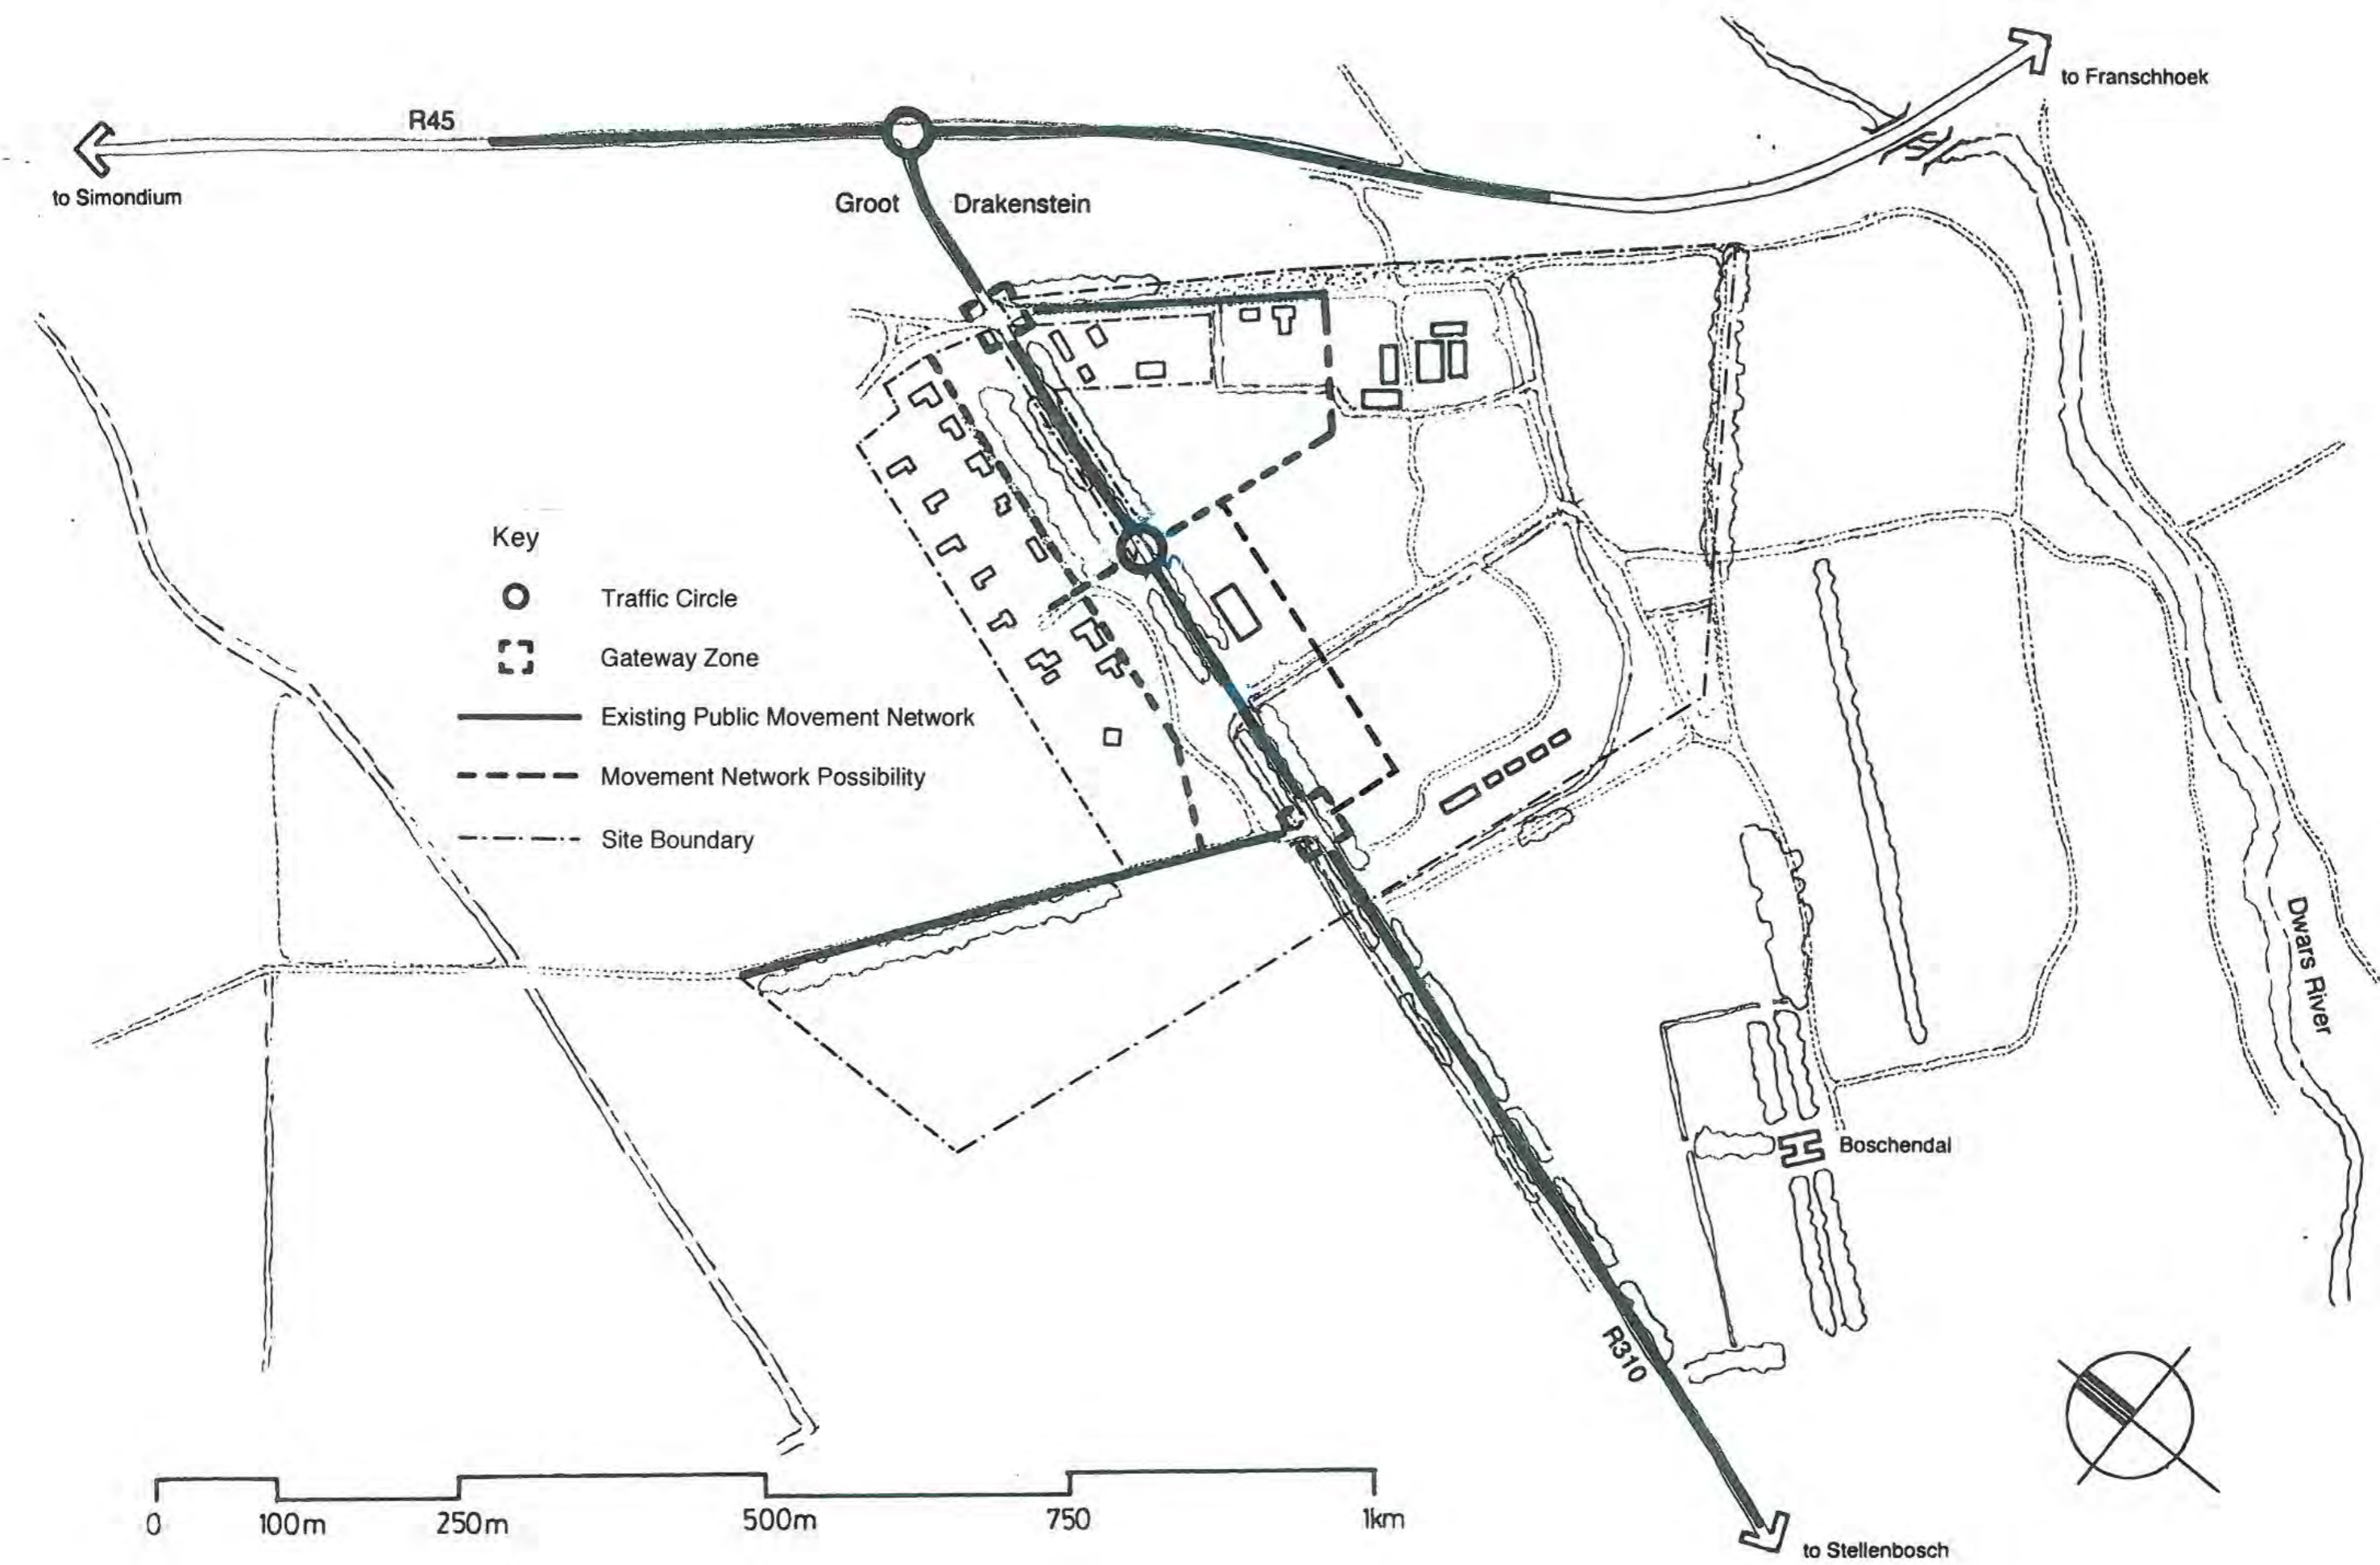 to Franschhoek
R45
to Simondium
Groot Drakenstein
Key
Traffic Circle
Gateway Zone
Existing Public Movement Network
Movement Network Possibility
Site Boundary
Dwars River
Boschendal
R310
0 100m 250m 500m 750 1km
to Stellenbosch